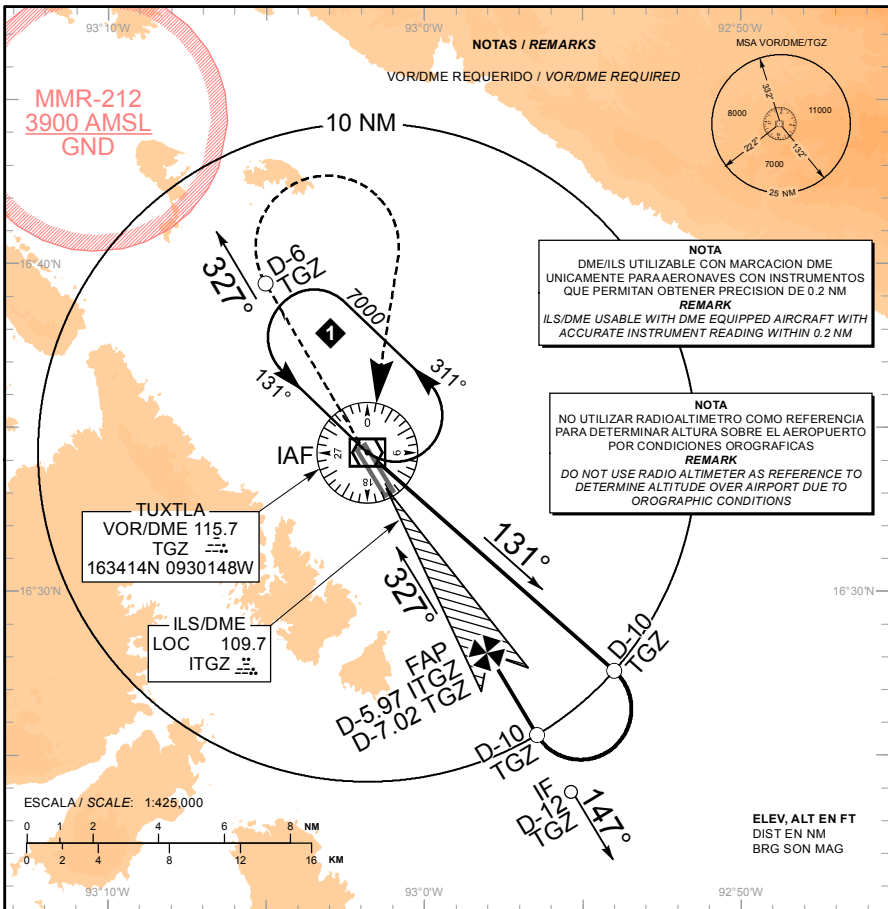 93°10'W
93°0'W
92°50'W
NOTAS / REMARKS
VOR/DME REQUERIDO / VOR/DME REQUIRED
MSA VOR/DME/TGZ
332°
8000
11000
222°
132°
7000
25 NM
MMR-212
3900 AMSL
GND
10 NM
16°40'N
D-6
TGZ
327°
7000
1
131°
311°
NOTA
DME/ILS UTILIZABLE CON MARCACION DME
UNICAMENTE PARA AERONAVES CON INSTRUMENTOS
QUE PERMITAN OBTENER PRECISION DE 0.2 NM
REMARK
ILS/DME USABLE WITH DME EQUIPPED AIRCRAFT WITH
ACCURATE INSTRUMENT READING WITHIN 0.2 NM
NOTA
NO UTILIZAR RADIOALTIMETRO COMO REFERENCIA
PARA DETERMINAR ALTURA SOBRE EL AEROPUERTO
POR CONDICIONES OROGRAFICAS
REMARK
DO NOT USE RADIO ALTIMETER AS REFERENCE TO
DETERMINE ALTITUDE OVER AIRPORT DUE TO
OROGRAPHIC CONDITIONS
IAF
0
9
18
27
TUXTLA
VOR/DME 115.7
TGZ
163414N 0930148W
131°
327°
16°30'N
16°30'N
ILS/DME
LOC 109.7
ITGZ
FAP
D-5.97 ITGZ
D-7.02 TGZ
D-10
TGZ
D-10
TGZ
IF
D-12
TGZ
147°
ESCALA / SCALE: 1:425,000
0 1 2 4 6 8 NM
0 2 4 8 12 16 KM
ELEV, ALT EN FT
DIST EN NM
BRG SON MAG
93°10'W
93°0'W
92°50'W